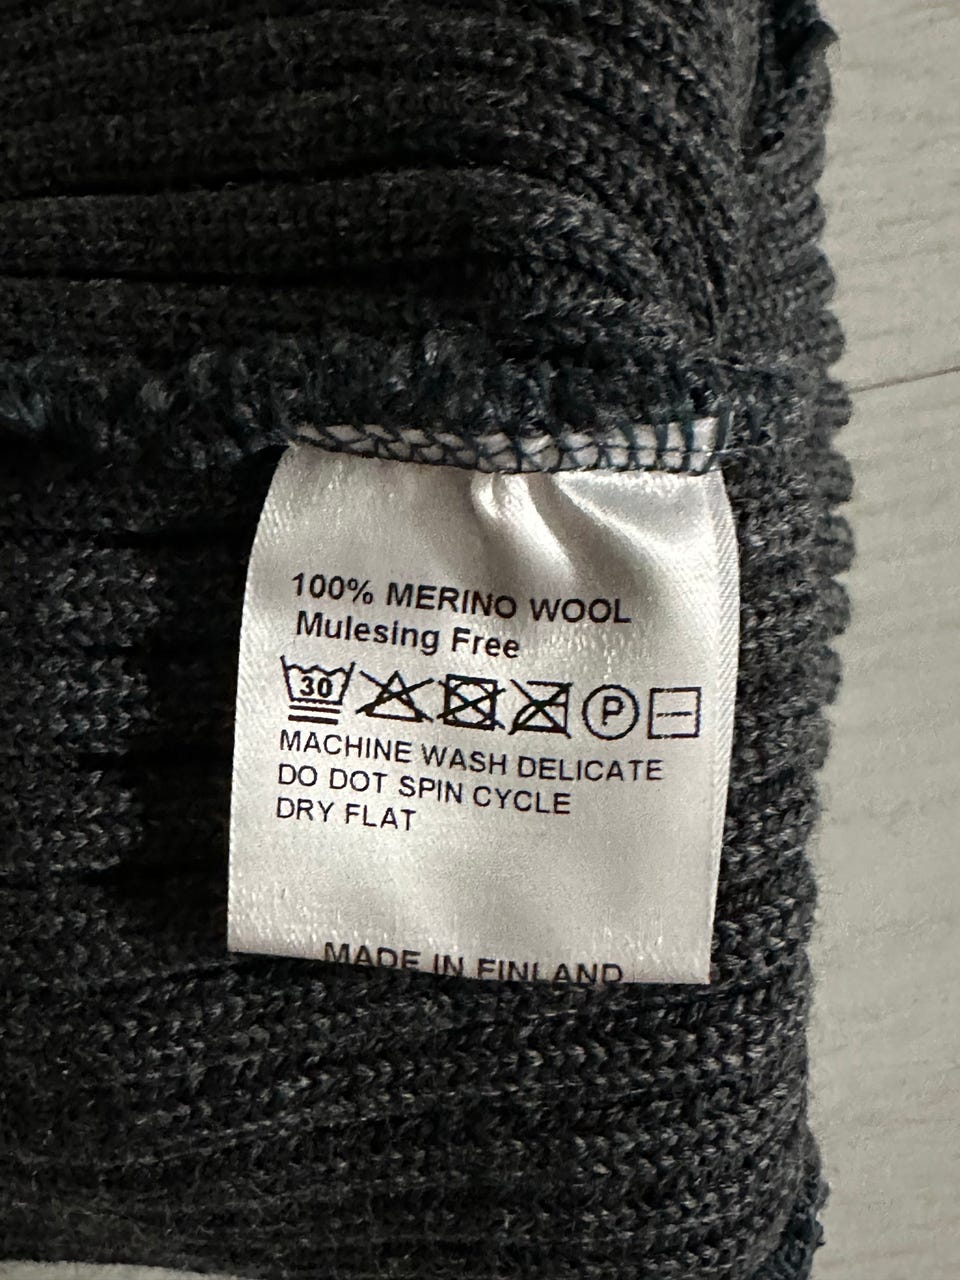 100% MERINO WOOL
Mulesing Free
30 P
MACHINE WASH DELICATE
DO DOT SPIN CYCLE
DRY FLAT
MADE IN FINLAND